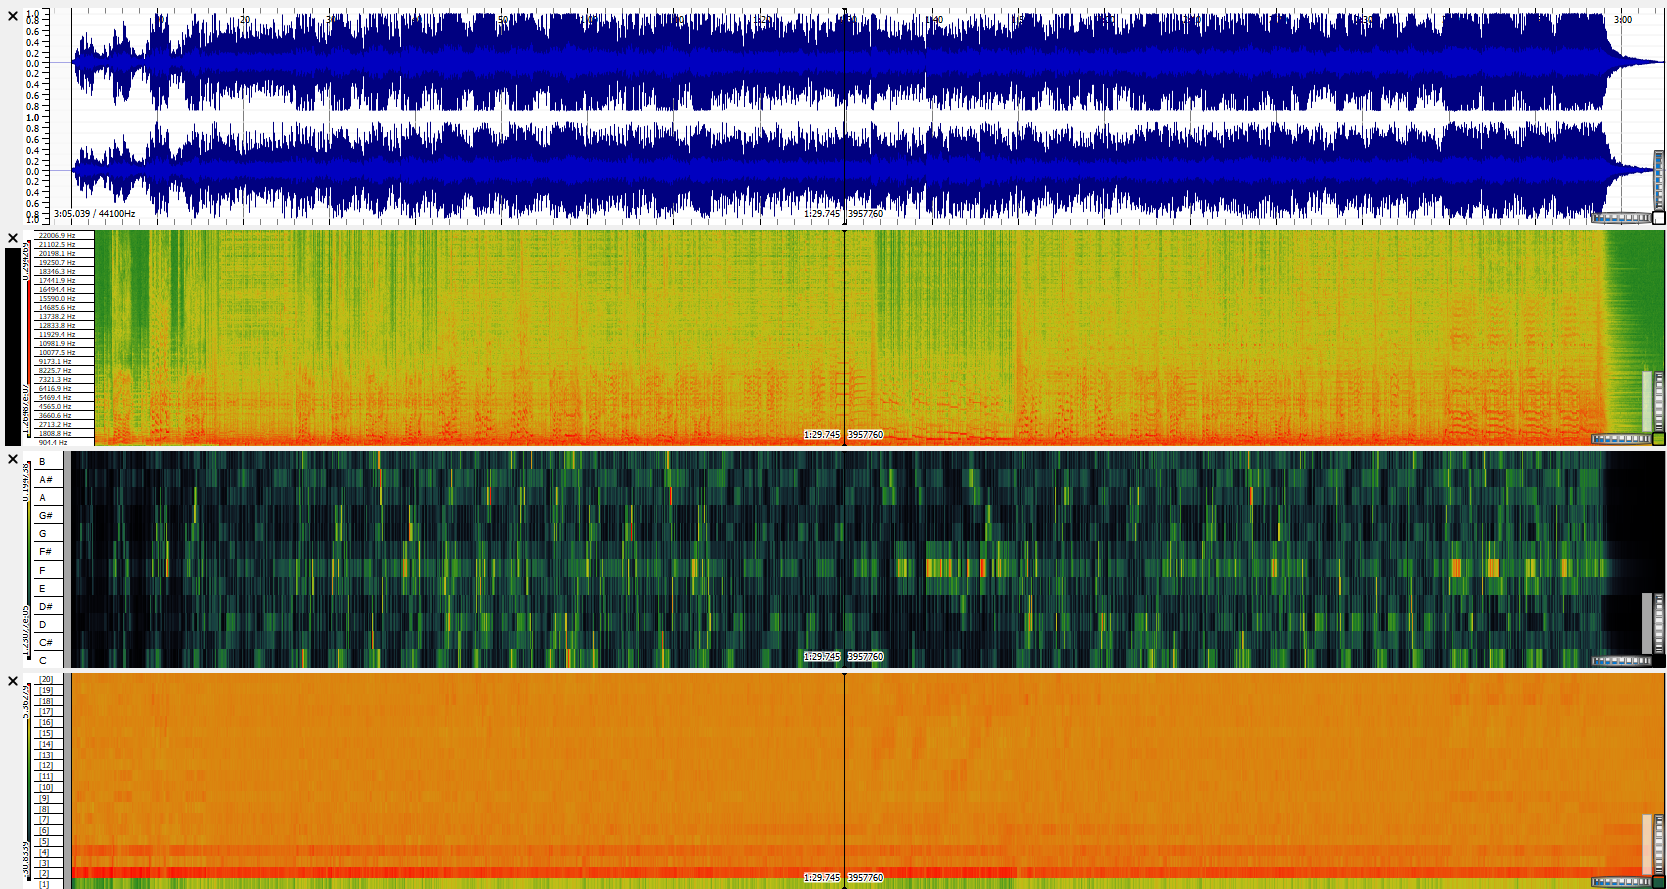 1.0
0.8
0.6
0.4
0.2
0.0
0.2
0.4
0.6
0.8
1.0
0.8
0.6
0.4
0.2
0.0
0.2
0.4
0.6
0.8
1.0
20
50
3:00
3:05.039 / 44100Hz
1:29.745 3957760
22006.9 Hz
21102.5 Hz
20198.1 Hz
19250.7 Hz
18346.3 Hz
17441.9 Hz
16494.4 Hz
15590.0 Hz
14685.6 Hz
13738.2 Hz
12833.8 Hz
11929.4 Hz
10981.9 Hz
10077.5 Hz
9173.1 Hz
8225.7 Hz
7321.3 Hz
6416.9 Hz
5469.4 Hz
4565.0 Hz
3660.6 Hz
2713.2 Hz
1808.8 Hz
904.4 Hz
1:29.745 3957760
B
A#
A
G#
G
F#
F
E
D#
D
C#
C
1:29.745 3957760
[20]
[19]
[18]
[17]
[16]
[15]
[14]
[13]
[12]
[11]
[10]
[9]
[8]
[7]
[6]
[5]
[4]
[3]
[2]
[1]
1:29.745 3957760